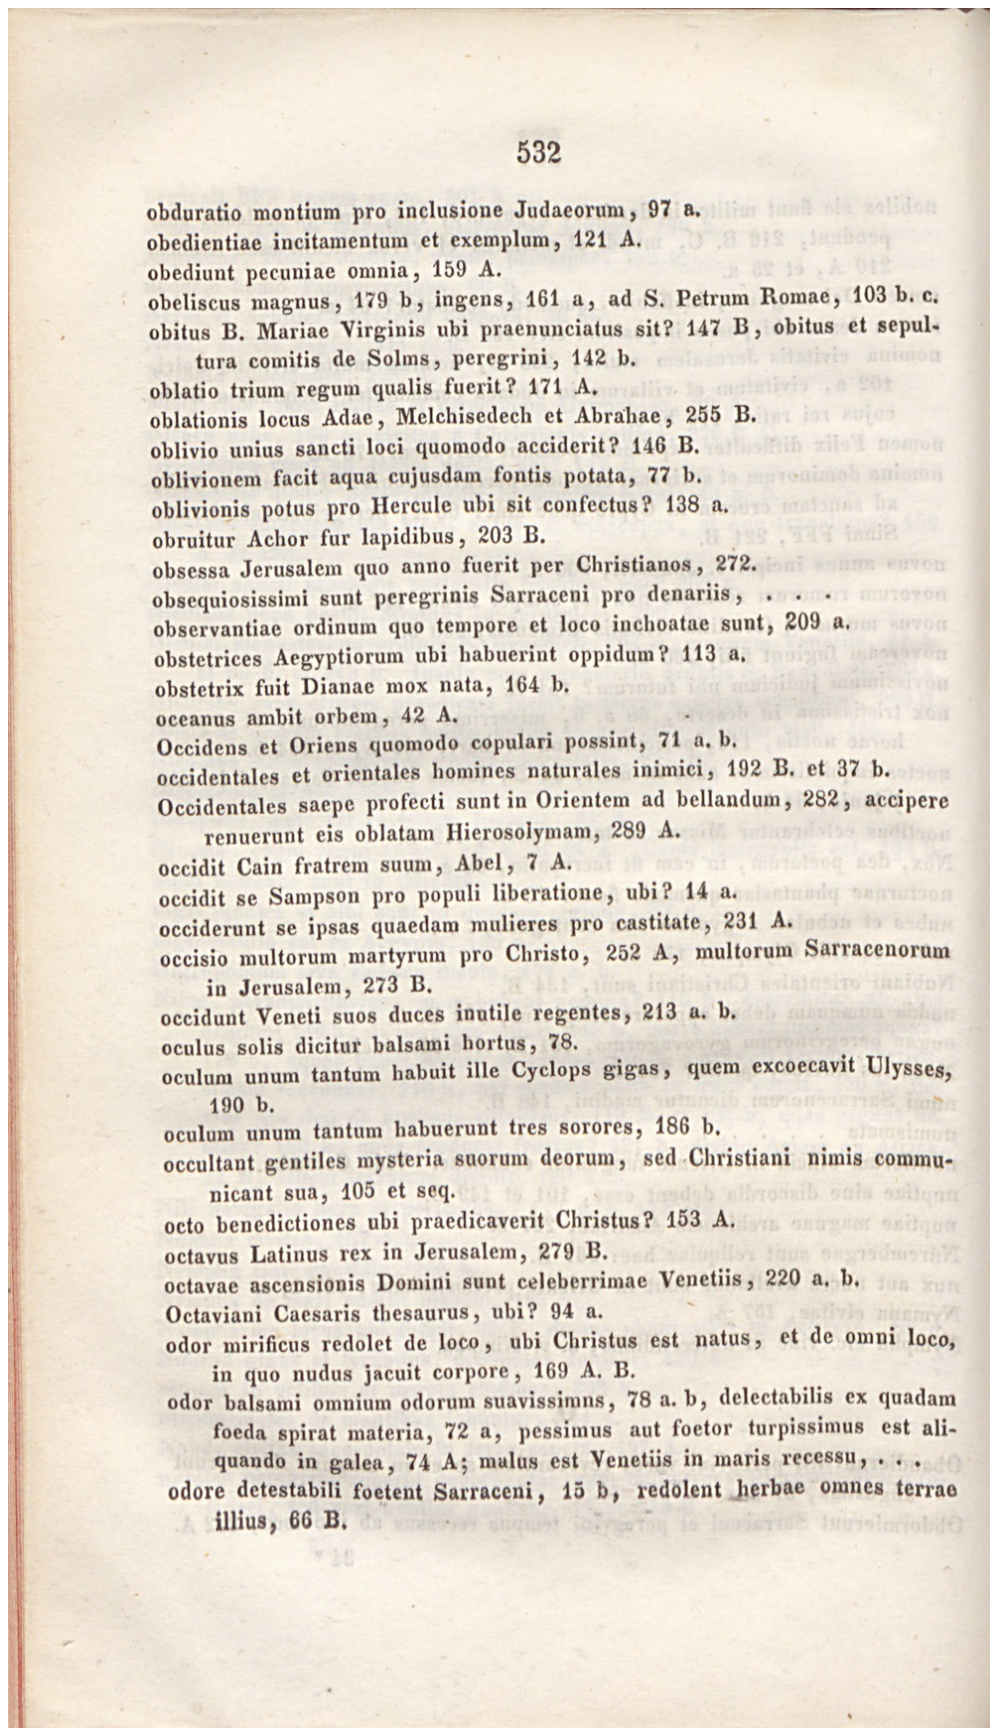 532
obduratio montium pro inclusione Judaeorum, 97 a.
obedientiae incitamentum et exemplum, 121 A.
obediunt pecuniae omnia, 159 A.
obeliscus magnus, 179 b, ingens, 161 a, ad S. Petrum Romae, 103 b. c.
obitus B. Mariae Virginis ubi praenunciatus sit? 147 B, obitus et sepul-
tura comitis de Solms, peregrini, 142 b.
oblatio trium regum qualis fuerit? 171 A.
oblationis locus Adae, Melchisedech et Abrahae, 255 B.
oblivio unius sancti loci quomodo acciderit? 146 B.
oblivionem facit aqua cujusdam fontis potata, 77 b.
oblivionis potus pro Hercule ubi sit confectus? 138 a.
obruitur Achor fur lapidibus, 203 B.
obsessa Jerusalem quo anno fuerit per Christianos, 272.
obsequiosissimi sunt peregrinis Sarraceni pro denariis, . . .
observantiae ordinum quo tempore et loco inchoatae sunt, 209 a.
obstetrices Aegyptiorum ubi habuerint oppidum? 113 a.
obstetrix fuit Dianae mox nata, 164 b.
oceanus ambit orbem, 42 A.
Occidens et Oriens quomodo copulari possint, 71 a. b.
occidentales et orientales homines naturales inimici, 192 B. et 37 b.
Occidentales saepe profecti sunt in Orientem ad bellandum, 282, accipere
renuerunt eis oblatam Hierosolymam, 289 A.
occidit Cain fratrem suum, Abel, 7 A.
occidit se Sampson pro populi liberatione, ubi? 14 a.
occiderunt se ipsas quaedam mulieres pro castitate, 231 A.
occisio multorum martyrum pro Christo, 252 A, multorum Sarracenorum
in Jerusalem, 273 B.
occidunt Veneti suos duces inutile regentes, 213 a. b.
oculus solis dicitur balsami hortus, 78.
oculum unum tantum habuit ille Cyclops gigas, quem excoecavit Ulysses,
190 b.
oculum unum tantum habuerunt tres sorores, 186 b.
occultant gentiles mysteria suorum deorum, sed Christiani nimis commu-
nicant sua, 105 et seq.
octo benedictiones ubi praedicaverit Christus? 153 A.
octavus Latinus rex in Jerusalem, 279 B.
octavae ascensionis Domini sunt celeberrimae Venetiis, 220 a. b.
Octaviani Caesaris thesaurus, ubi? 94 a.
odor mirificus redolet de loco, ubi Christus est natus, et de omni loco,
in quo nudus jacuit corpore, 169 A. B.
odor balsami omnium odorum suavissimns, 78 a. b, delectabilis ex quadam
foeda spirat materia, 72 a, pessimus aut foetor turpissimus est ali-
quando in galea, 74 A; malus est Venetiis in maris recessu, . . .
odore detestabili foetent Sarraceni, 15 b, redolent herbae omnes terrae
illius, 66 B.